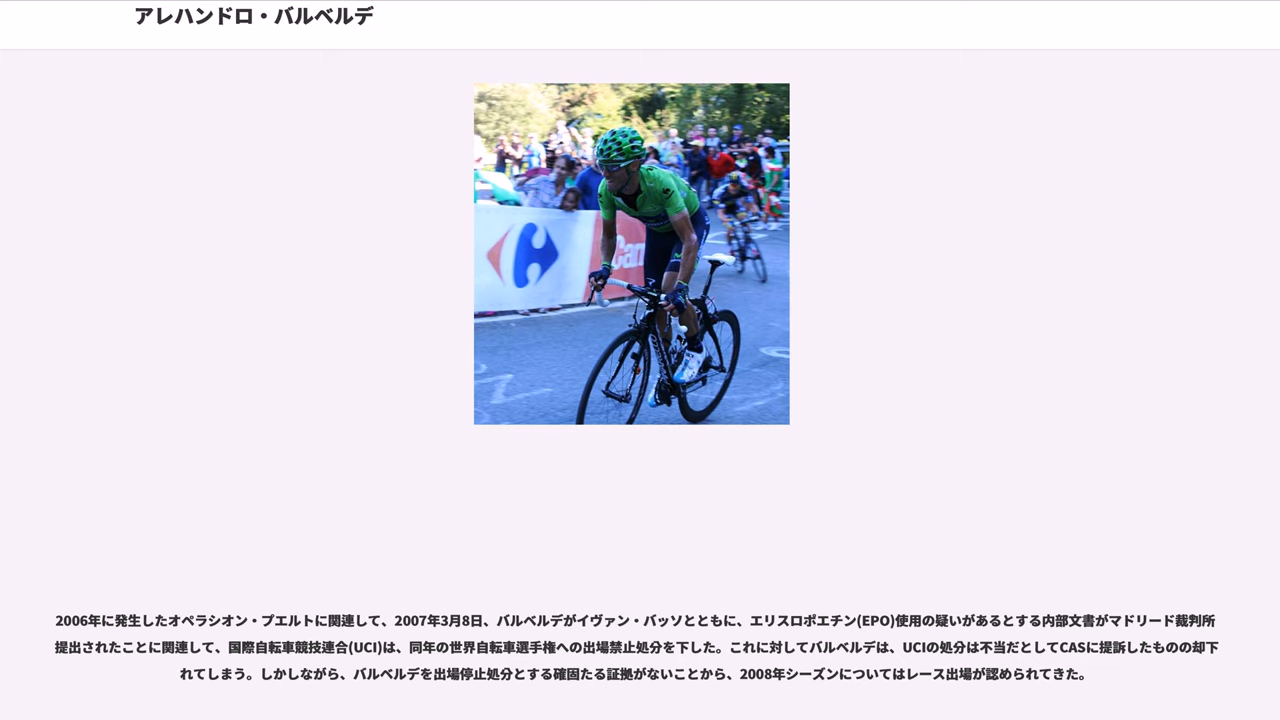 アレハンドロ・バルベルデ
Can
2006年に発生したオペラシオン・プエルトに関連して、2007年3月8日、バルベルデがイヴァン・バッソとともに、エリスロポエチン(EPO)使用の疑いがあるとする内部文書がマドリード裁判所
提出されたことに関連して、国際自転車競技連合(UCI)は、同年の世界自転車選手権への出場禁止処分を下した。これに対してバルベルデは、UCIの処分は不当だとしてCASに提訴したものの却下
れてしまう。しかしながら、バルベルデを出場停止処分とする確固たる証拠がないことから、2008年シーズンについてはレース出場が認められてきた。